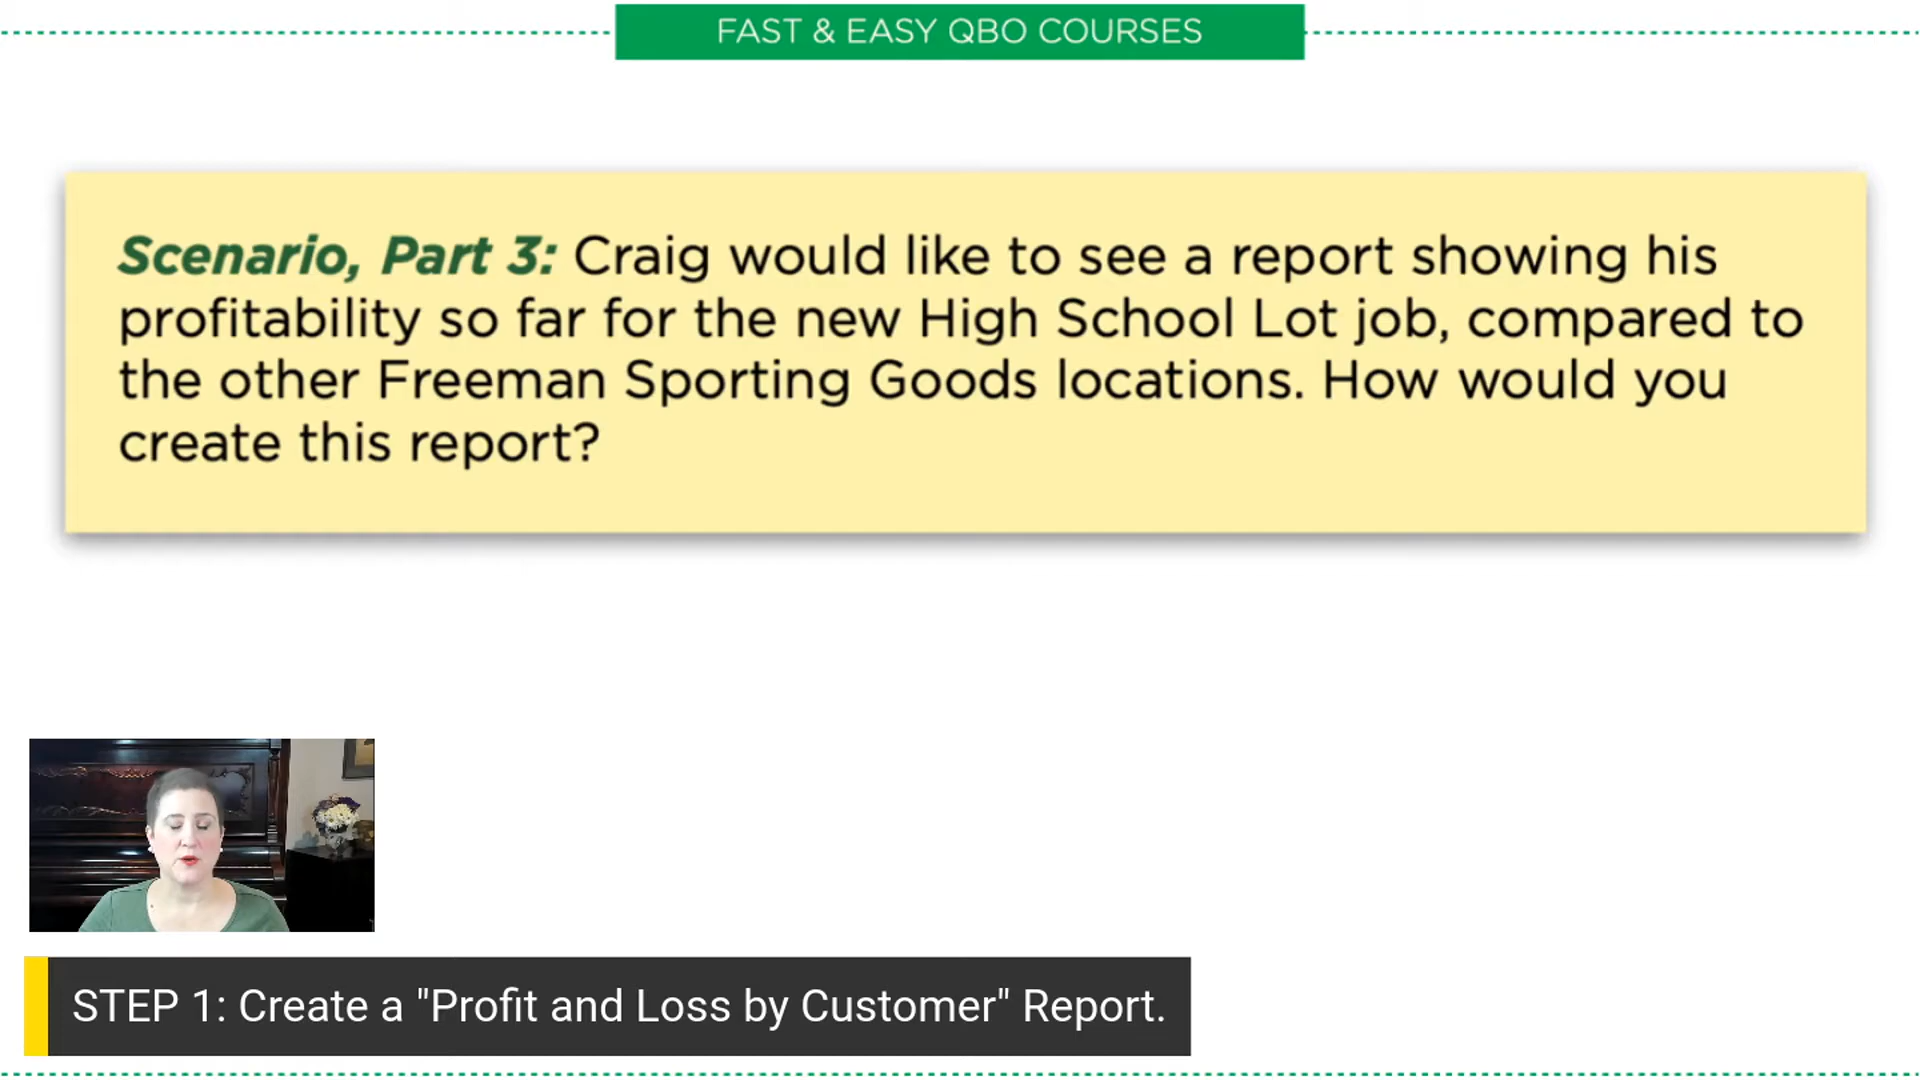 FAST & EASY QBO COURSES
Scenario, Part 3: Craig would like to see a report showing his
profitability so far for the new High School Lot job, compared to
the other Freeman Sporting Goods locations. How would you
create this report?
STEP 1: Create a "Profit and Loss by Customer" Report.